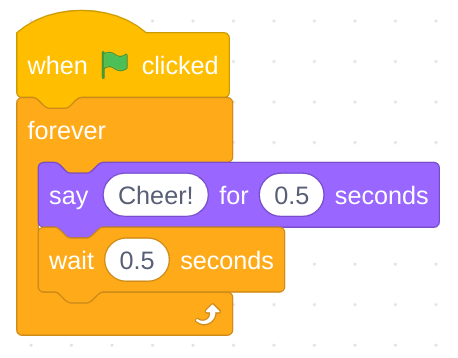 when clicked
forever
say Cheer! for 0.5 seconds
wait 0.5 seconds